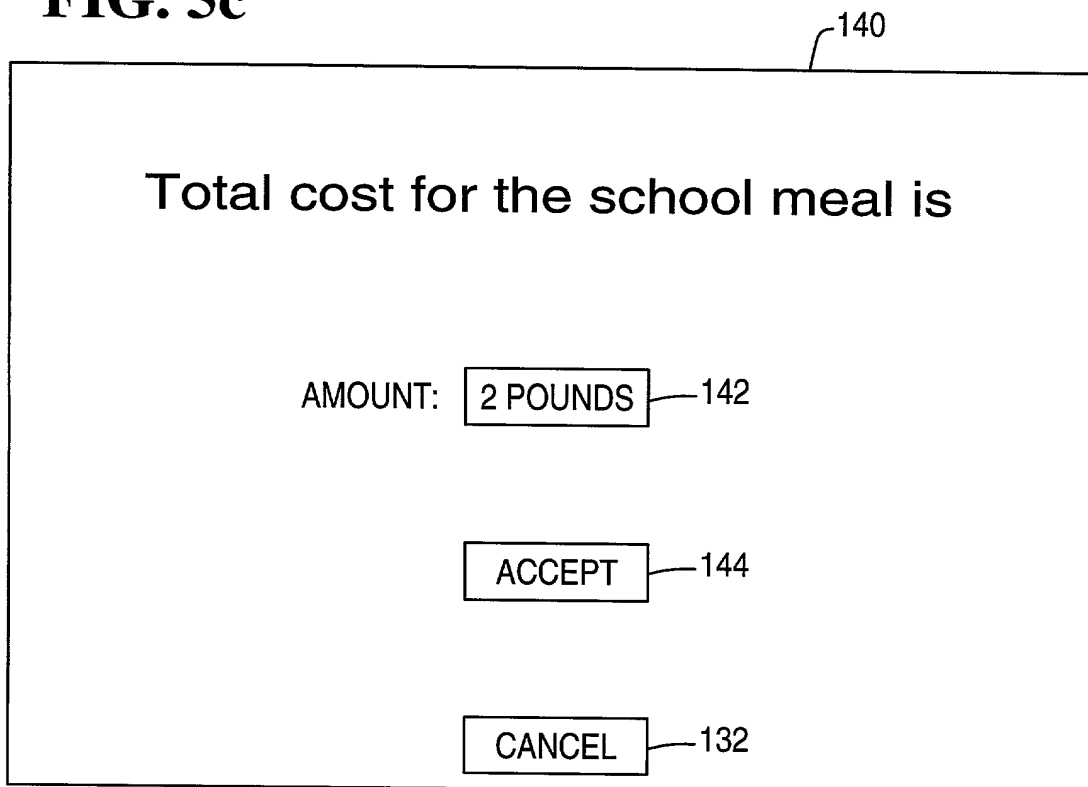 FIG. 3c
140
Total cost for the school meal is
AMOUNT: 2 POUNDS 142
ACCEPT 144
CANCEL 132